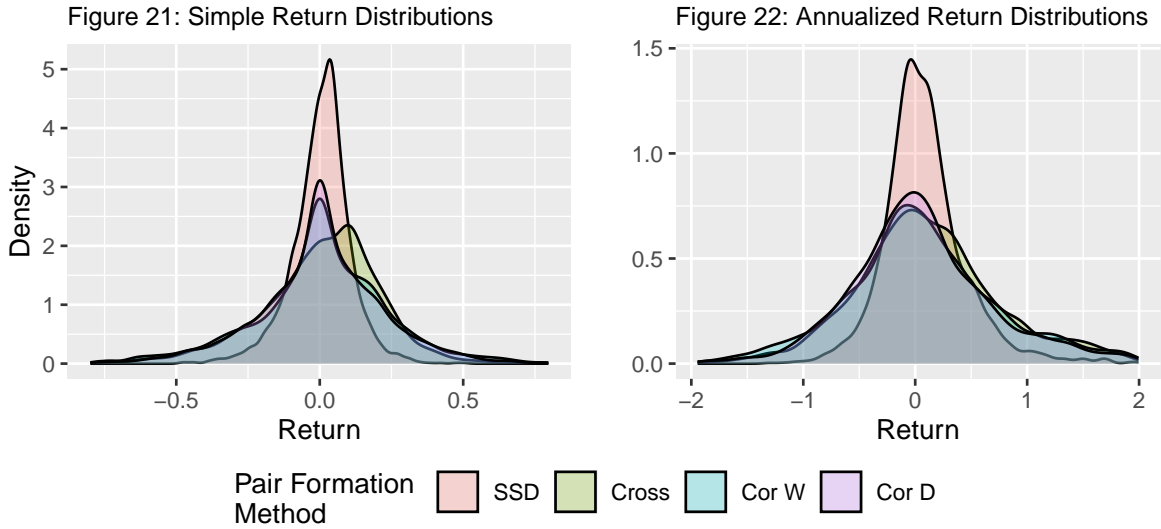 Figure 21: Simple Return Distributions
Density
5
4
3
2
1
0
−0.5
0.0
0.5
Return
Figure 22: Annualized Return Distributions
1.5
1.0
0.5
0.0
−2
−1
0
1
2
Return
Pair Formation
Method
SSD
Cross
Cor W
Cor D